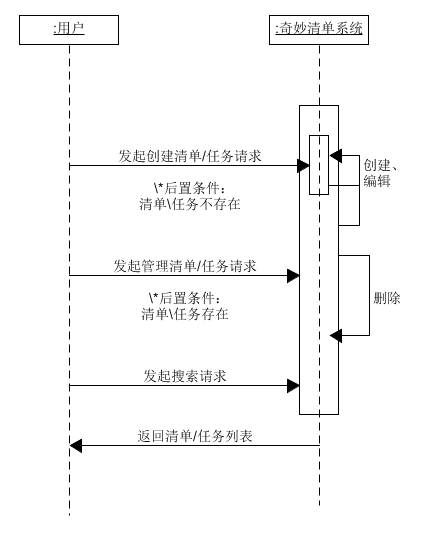 :用户
:奇妙清单系统
发起创建清单/任务请求
创建、
编辑
\*后置条件：
清单\任务不存在
发起管理清单/任务请求
\*后置条件：
清单\任务存在
删除
发起搜索请求
返回清单/任务列表